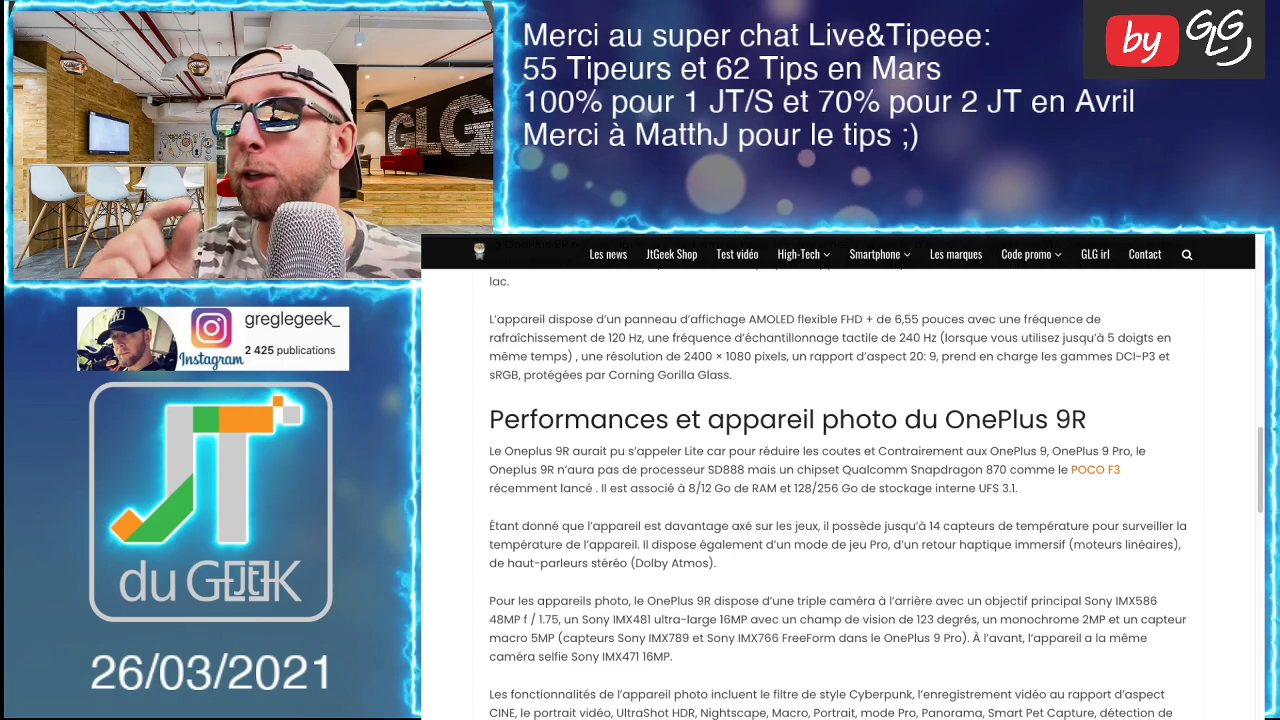 Merci au super chat Live&Tipeee:
55 Tipeurs et 62 Tips en Mars
100% pour 1 JT/S et 70% pour 2 JT en Avril
Merci à MatthJ pour le tips ;)
by GLG
GLG
greglegeek_
Instagram
2 425 publications
JT
du GEEK
26/03/2021
Les news JtGeek Shop Test vidéo High-Tech Smartphone Les marques Code promo GLG irl Contact
lac.
L’appareil dispose d’un panneau d’affichage AMOLED flexible FHD + de 6,55 pouces avec une fréquence de
rafraîchissement de 120 Hz, une fréquence d’échantillonnage tactile de 240 Hz (lorsque vous utilisez jusqu’à 5 doigts en
même temps) , une résolution de 2400 × 1080 pixels, un rapport d’aspect 20: 9, prend en charge les gammes DCI-P3 et
sRGB, protégées par Corning Gorilla Glass.
Performances et appareil photo du OnePlus 9R
Le Oneplus 9R aurait pu s’appeler Lite car pour réduire les coutes et Contrairement aux OnePlus 9, OnePlus 9 Pro, le
Oneplus 9R n’aura pas de processeur SD888 mais un chipset Qualcomm Snapdragon 870 comme le POCO F3
récemment lancé . Il est associé à 8/12 Go de RAM et 128/256 Go de stockage interne UFS 3.1.
Étant donné que l’appareil est davantage axé sur les jeux, il possède jusqu’à 14 capteurs de température pour surveiller la
température de l’appareil. Il dispose également d’un mode de jeu Pro, d’un retour haptique immersif (moteurs linéaires),
de haut-parleurs stéréo (Dolby Atmos).
Pour les appareils photo, le OnePlus 9R dispose d’une triple caméra à l’arrière avec un objectif principal Sony IMX586
48MP f / 1.75, un Sony IMX481 ultra-large 16MP avec un champ de vision de 123 degrés, un monochrome 2MP et un capteur
macro 5MP (capteurs Sony IMX789 et Sony IMX766 FreeForm dans le OnePlus 9 Pro). À l’avant, l’appareil a la même
caméra selfie Sony IMX471 16MP.
Les fonctionnalités de l’appareil photo incluent le filtre de style Cyberpunk, l’enregistrement vidéo au rapport d’aspect
CINE, le portrait vidéo, UltraShot HDR, Nightscape, Macro, Portrait, mode Pro, Panorama, Smart Pet Capture, détection de